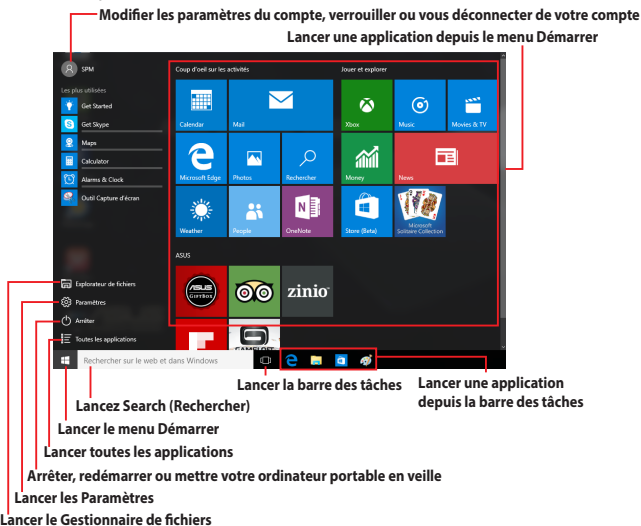 Modifier les paramètres du compte, verrouiller ou vous déconnecter de votre compte
Lancer une application depuis le menu Démarrer
SPM
Les plus utilisées
Get Started
Get Skype
Maps
Calculator
Alarms & Clock
Outil Capture d'écran
Explorateur de fichiers
Paramètres
Arrêter
Toutes les applications
Coup d'oeil sur les activités
Jouer et explorer
Calendar
Mail
Xbox
Music
Movies & TV
Microsoft Edge
Photos
Rechercher
Money
News
Weather
People
OneNote
Store (Beta)
Microsoft
Solitaire Collection
ASUS
/SUS
GIFTBOX
zinio
GAMELOFT
Rechercher sur le web et dans Windows
Lancer la barre des tâches
Lancer une application
depuis la barre des tâches
Lancez Search (Rechercher)
Lancer le menu Démarrer
Lancer toutes les applications
Arrêter, redémarrer ou mettre votre ordinateur portable en veille
Lancer les Paramètres
Lancer le Gestionnaire de fichiers